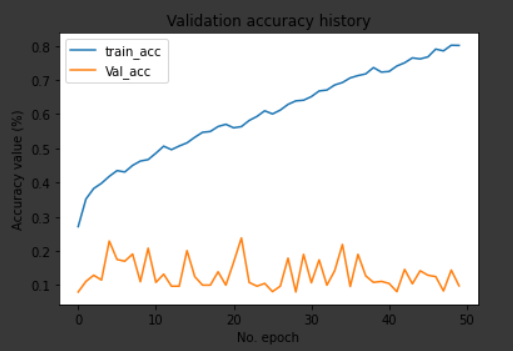 Validation accuracy history
train_acc
Val_acc
Accuracy value (%)
0.8
0.7
0.6
0.5
0.4
0.3
0.2
0.1
0 10 20 30 40 50
No. epoch